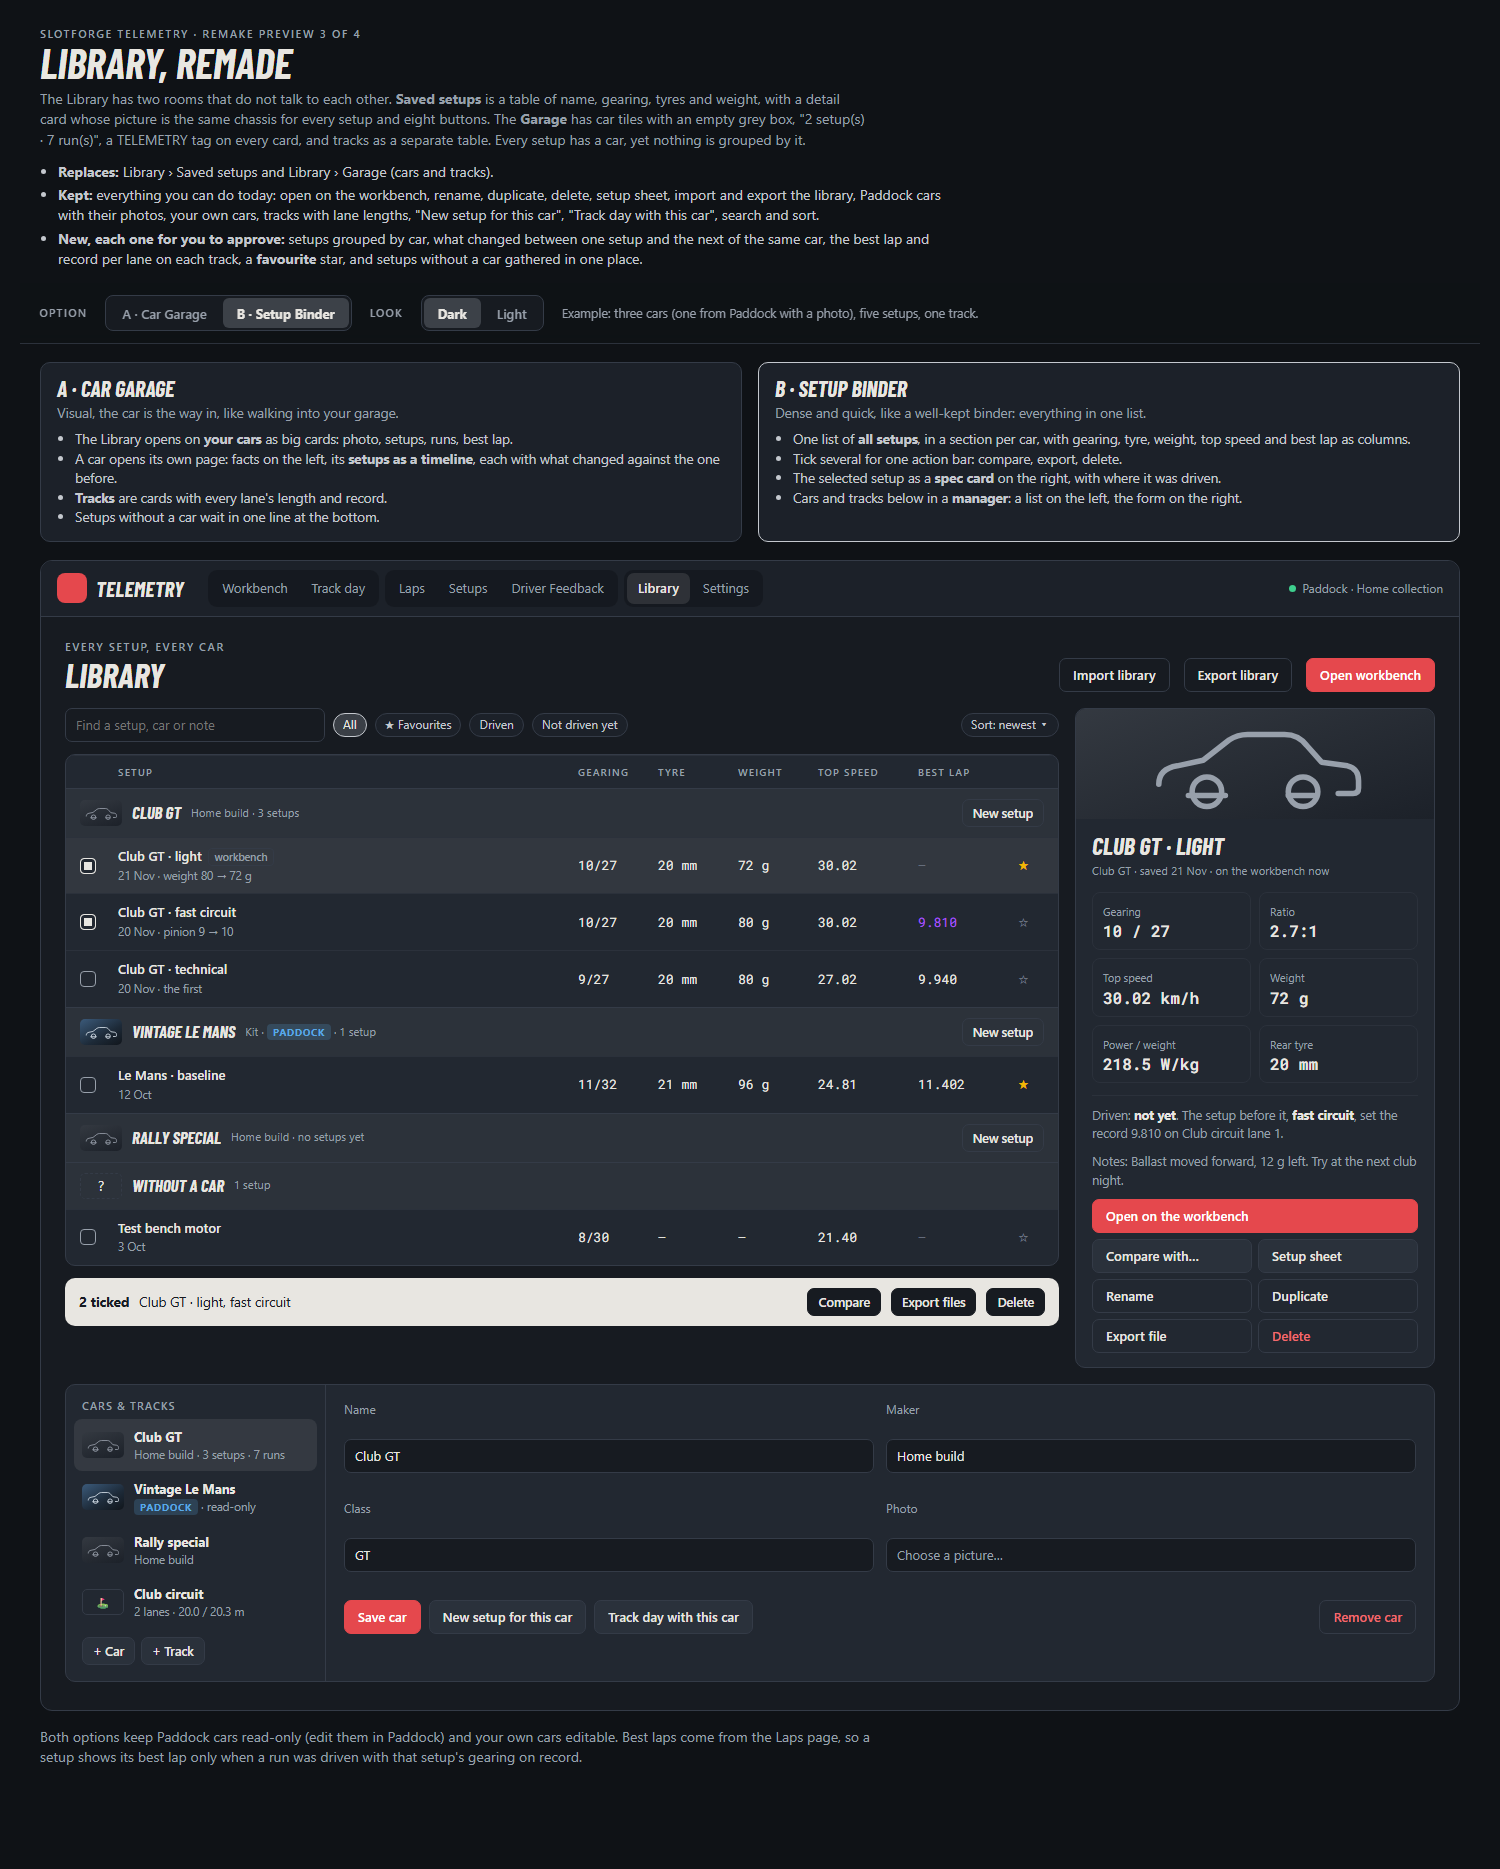 SLOTFORGE TELEMETRY · REMAKE PREVIEW 3 OF 4
LIBRARY, REMADE
The Library has two rooms that do not talk to each other. Saved setups is a table of name, gearing, tyres and weight, with a detail
card whose picture is the same chassis for every setup and eight buttons. The Garage has car tiles with an empty grey box, "2 setup(s)
· 7 run(s)", a TELEMETRY tag on every card, and tracks as a separate table. Every setup has a car, yet nothing is grouped by it.
• Replaces: Library › Saved setups and Library › Garage (cars and tracks).
• Kept: everything you can do today: open on the workbench, rename, duplicate, delete, setup sheet, import and export the library, Paddock cars
with their photos, your own cars, tracks with lane lengths, "New setup for this car", "Track day with this car", search and sort.
• New, each one for you to approve: setups grouped by car, what changed between one setup and the next of the same car, the best lap and
record per lane on each track, a favourite star, and setups without a car gathered in one place.
OPTION A · Car Garage B · Setup Binder LOOK Dark Light Example: three cars (one from Paddock with a photo), five setups, one track.
A · CAR GARAGE
Visual, the car is the way in, like walking into your garage.
• The Library opens on your cars as big cards: photo, setups, runs, best lap.
• A car opens its own page: facts on the left, its setups as a timeline, each with what changed against the one
before.
• Tracks are cards with every lane's length and record.
• Setups without a car wait in one line at the bottom.
B · SETUP BINDER
Dense and quick, like a well-kept binder: everything in one list.
• One list of all setups, in a section per car, with gearing, tyre, weight, top speed and best lap as columns.
• Tick several for one action bar: compare, export, delete.
• The selected setup as a spec card on the right, with where it was driven.
• Cars and tracks below in a manager: a list on the left, the form on the right.
TELEMETRY Workbench Track day Laps Setups Driver Feedback Library Settings Paddock · Home collection
EVERY SETUP, EVERY CAR
LIBRARY
Import library Export library Open workbench
Find a setup, car or note All ★ Favourites Driven Not driven yet Sort: newest ▾
SETUP GEARING TYRE WEIGHT TOP SPEED BEST LAP
CLUB GT Home build · 3 setups New setup
Club GT · light workbench
21 Nov · weight 80 → 72 g
10/27 20 mm 72 g 30.02 — ★
Club GT · fast circuit
20 Nov · pinion 9 → 10
10/27 20 mm 80 g 30.02 9.810 ☆
Club GT · technical
20 Nov · the first
9/27 20 mm 80 g 27.02 9.940 ☆
VINTAGE LE MANS Kit · PADDOCK · 1 setup New setup
Le Mans · baseline
12 Oct
11/32 21 mm 96 g 24.81 11.402 ★
RALLY SPECIAL Home build · no setups yet New setup
? WITHOUT A CAR 1 setup
Test bench motor
3 Oct
8/30 — — 21.40 — ☆
2 ticked Club GT · light, fast circuit Compare Export files Delete
CLUB GT · LIGHT
Club GT · saved 21 Nov · on the workbench now
Gearing
10 / 27
Ratio
2.7:1
Top speed
30.02 km/h
Weight
72 g
Power / weight
218.5 W/kg
Rear tyre
20 mm
Driven: not yet. The setup before it, fast circuit, set the
record 9.810 on Club circuit lane 1.
Notes: Ballast moved forward, 12 g left. Try at the next club
night.
Open on the workbench
Compare with... Setup sheet
Rename Duplicate
Export file Delete
CARS & TRACKS
Club GT
Home build · 3 setups · 7 runs
Vintage Le Mans
PADDOCK · read-only
Rally special
Home build
Club circuit
2 lanes · 20.0 / 20.3 m
+ Car + Track
Name Maker
Club GT Home build
Class Photo
GT Choose a picture...
Save car New setup for this car Track day with this car Remove car
Both options keep Paddock cars read-only (edit them in Paddock) and your own cars editable. Best laps come from the Laps page, so a
setup shows its best lap only when a run was driven with that setup's gearing on record.